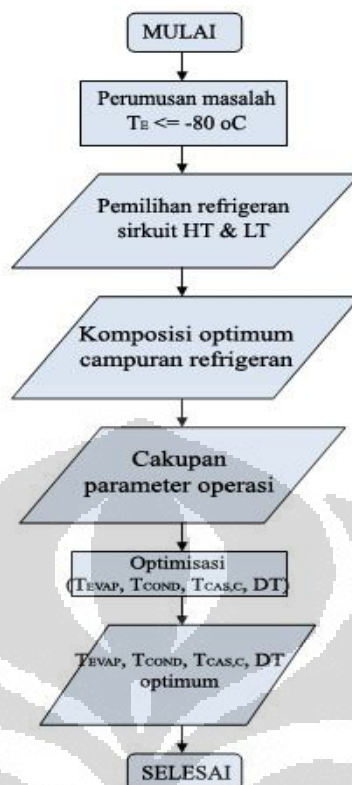 MULAI
Perumusan masalah
TE <= -80 oC
Pemilihan refrigeran
sirkuit HT & LT
Komposisi optimum
campuran refrigeran
Cakupan
parameter operasi
Optimisasi
(TEVAP, TCOND, TCAS,C, DT)
TEVAP, TCOND, TCAS,C, DT
optimum
SELESAI